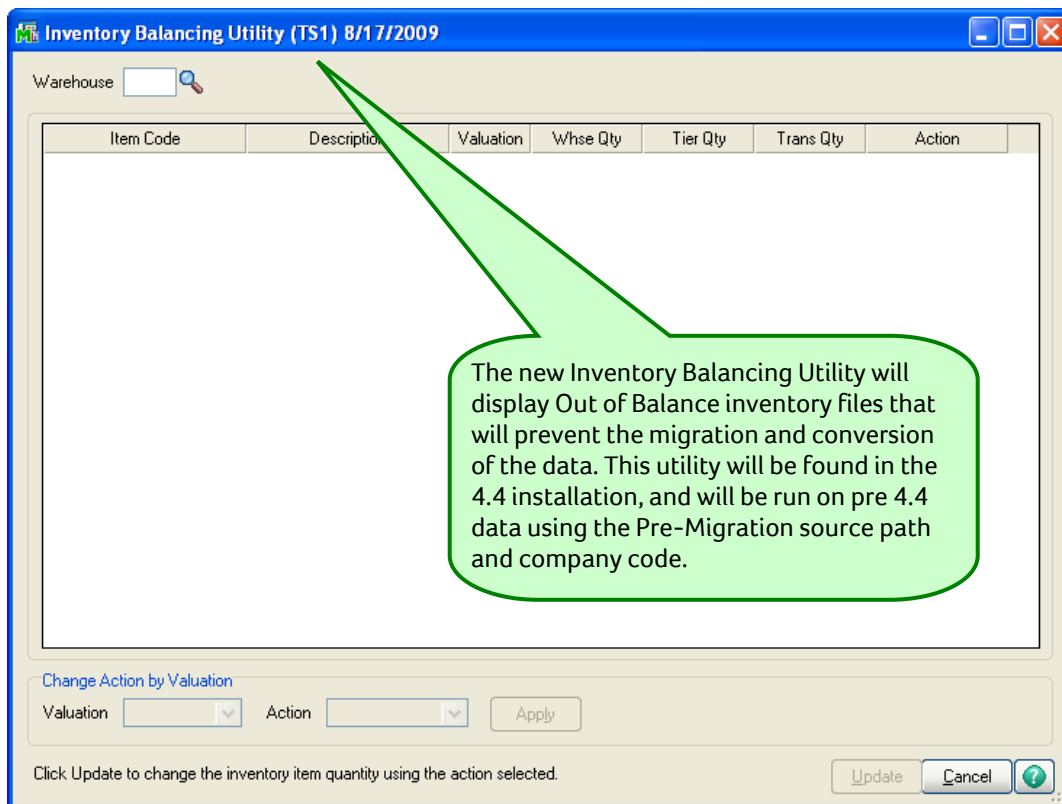 Inventory Balancing Utility (TS1) 8/17/2009
Warehouse
Item Code Description Valuation Whse Qty Tier Qty Trans Qty Action
The new Inventory Balancing Utility will
display Out of Balance inventory files that
will prevent the migration and conversion
of the data. This utility will be found in the
4.4 installation, and will be run on pre 4.4
data using the Pre-Migration source path
and company code.
Change Action by Valuation
Valuation Action Apply
Click Update to change the inventory item quantity using the action selected.
Update Cancel